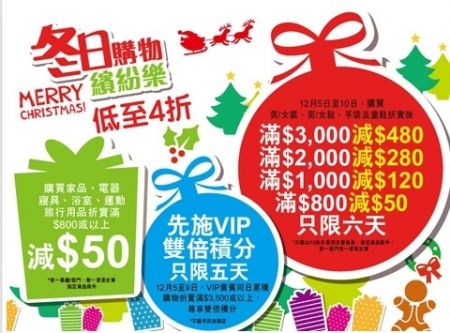 冬日購物
繽紛樂
MERRY
CHRISTMAS!
低至4折
12月5日至10日，購買
男/女裝、男/女鞋、手袋及童鞋折實後
滿$3,000減$480
滿$2,000減$280
滿$1,000減$120
滿$800減$50
只限六天
購買家品、電器
寢具、浴室、運動
旅行用品折實滿
$800或以上
減$50
先施VIP
雙倍積分
只限五天
12月5至9日，VIP貴賓同日累積
購物折實滿$3,500或以上，
尊享雙倍積分